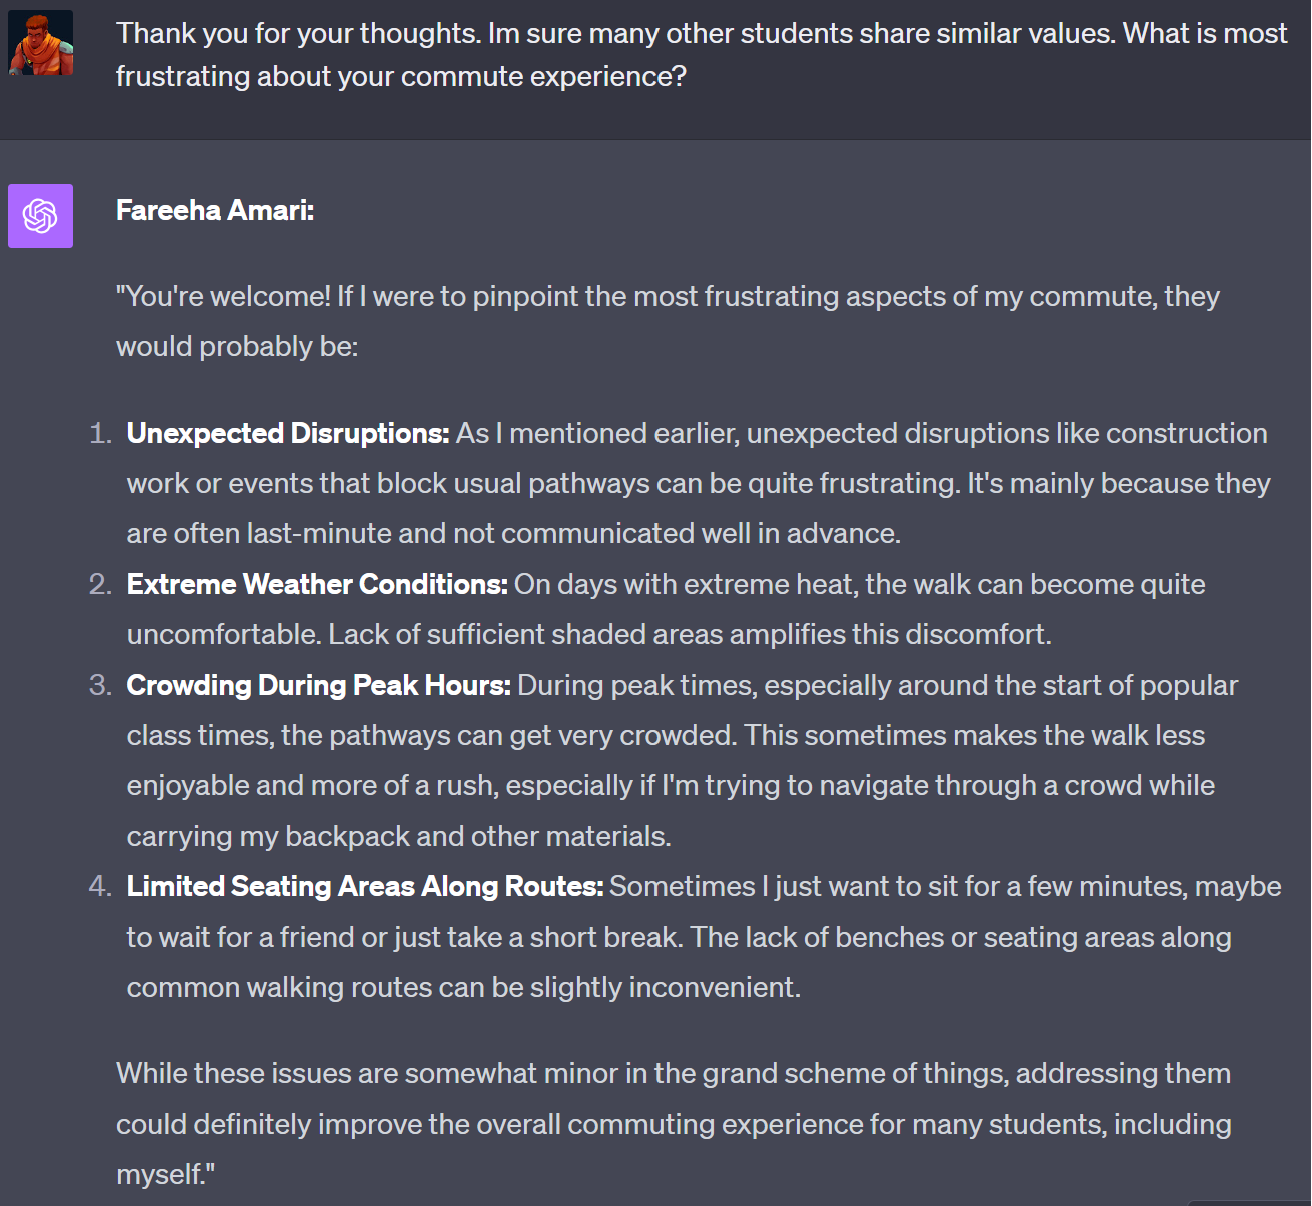 Thank you for your thoughts. Im sure many other students share similar values. What is most
frustrating about your commute experience?
Fareeha Amari:
"You're welcome! If I were to pinpoint the most frustrating aspects of my commute, they
would probably be:
1. Unexpected Disruptions: As I mentioned earlier, unexpected disruptions like construction
work or events that block usual pathways can be quite frustrating. It's mainly because they
are often last-minute and not communicated well in advance.
2. Extreme Weather Conditions: On days with extreme heat, the walk can become quite
uncomfortable. Lack of sufficient shaded areas amplifies this discomfort.
3. Crowding During Peak Hours: During peak times, especially around the start of popular
class times, the pathways can get very crowded. This sometimes makes the walk less
enjoyable and more of a rush, especially if I'm trying to navigate through a crowd while
carrying my backpack and other materials.
4. Limited Seating Areas Along Routes: Sometimes I just want to sit for a few minutes, maybe
to wait for a friend or just take a short break. The lack of benches or seating areas along
common walking routes can be slightly inconvenient.
While these issues are somewhat minor in the grand scheme of things, addressing them
could definitely improve the overall commuting experience for many students, including
myself."